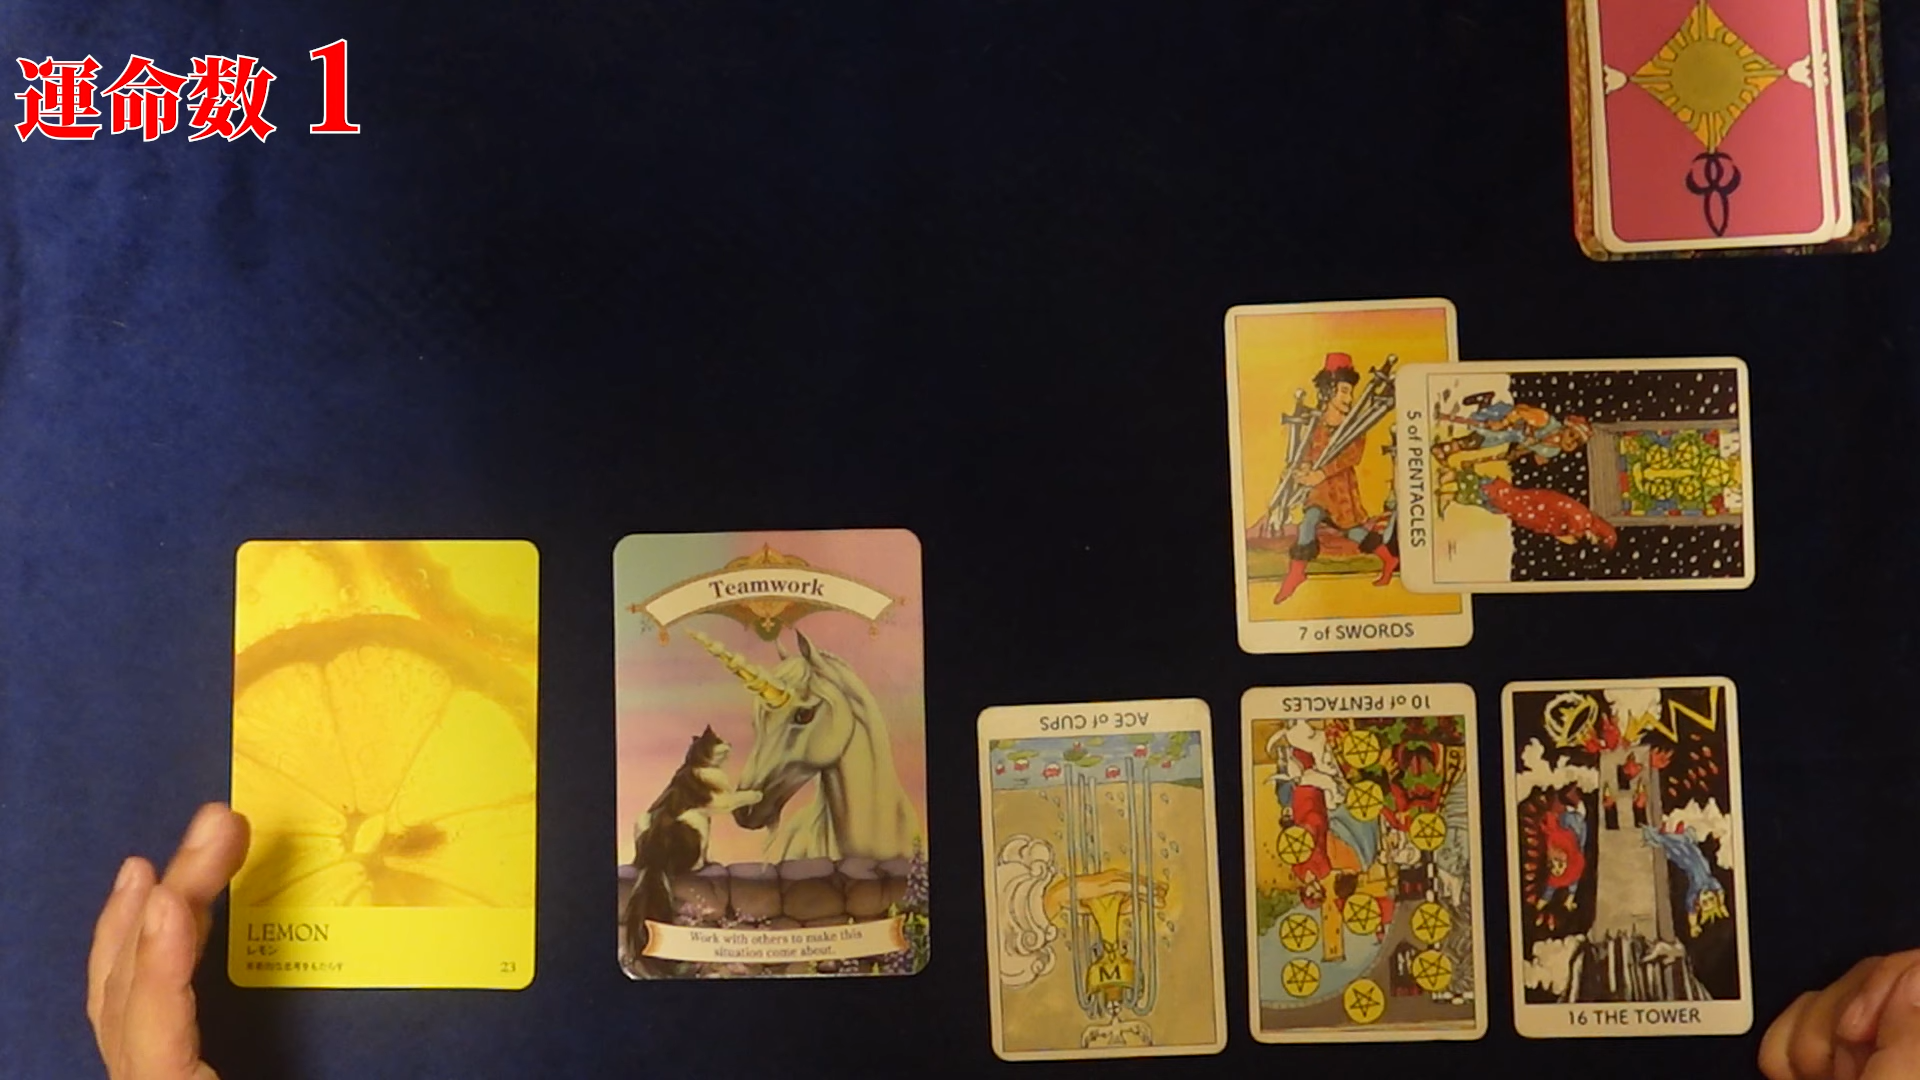 運命数 1
7 of SWORDS
5 of PENTACLES
Teamwork
Work with others to make this
situation come about.
LEMON
レモン
23
ACE of CUPS
M
10 of PENTACLES
16 THE TOWER